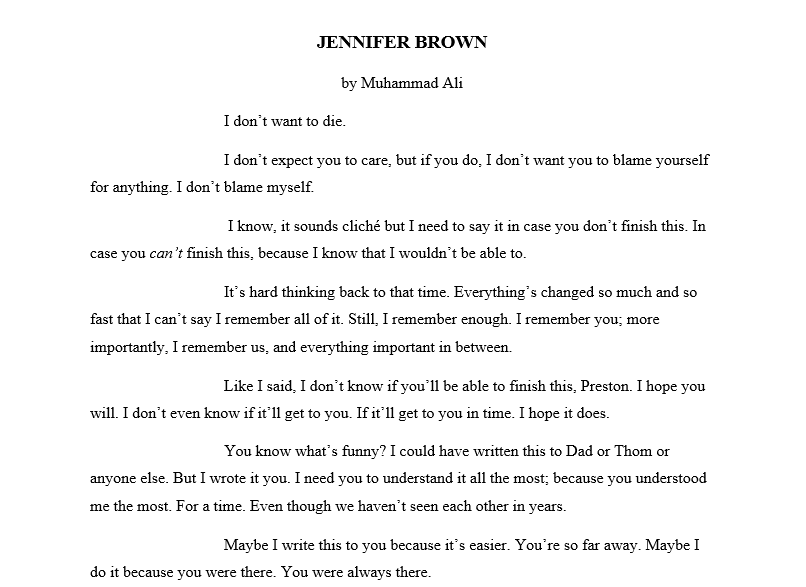 JENNIFER BROWN
by Muhammad Ali
I don’t want to die.
I don’t expect you to care, but if you do, I don’t want you to blame yourself
for anything. I don’t blame myself.
I know, it sounds cliché but I need to say it in case you don’t finish this. In
case you can’t finish this, because I know that I wouldn’t be able to.
It’s hard thinking back to that time. Everything’s changed so much and so
fast that I can’t say I remember all of it. Still, I remember enough. I remember you; more
importantly, I remember us, and everything important in between.
Like I said, I don’t know if you’ll be able to finish this, Preston. I hope you
will. I don’t even know if it’ll get to you. If it’ll get to you in time. I hope it does.
You know what’s funny? I could have written this to Dad or Thom or
anyone else. But I wrote it you. I need you to understand it all the most; because you understood
me the most. For a time. Even though we haven’t seen each other in years.
Maybe I write this to you because it’s easier. You’re so far away. Maybe I
do it because you were there. You were always there.